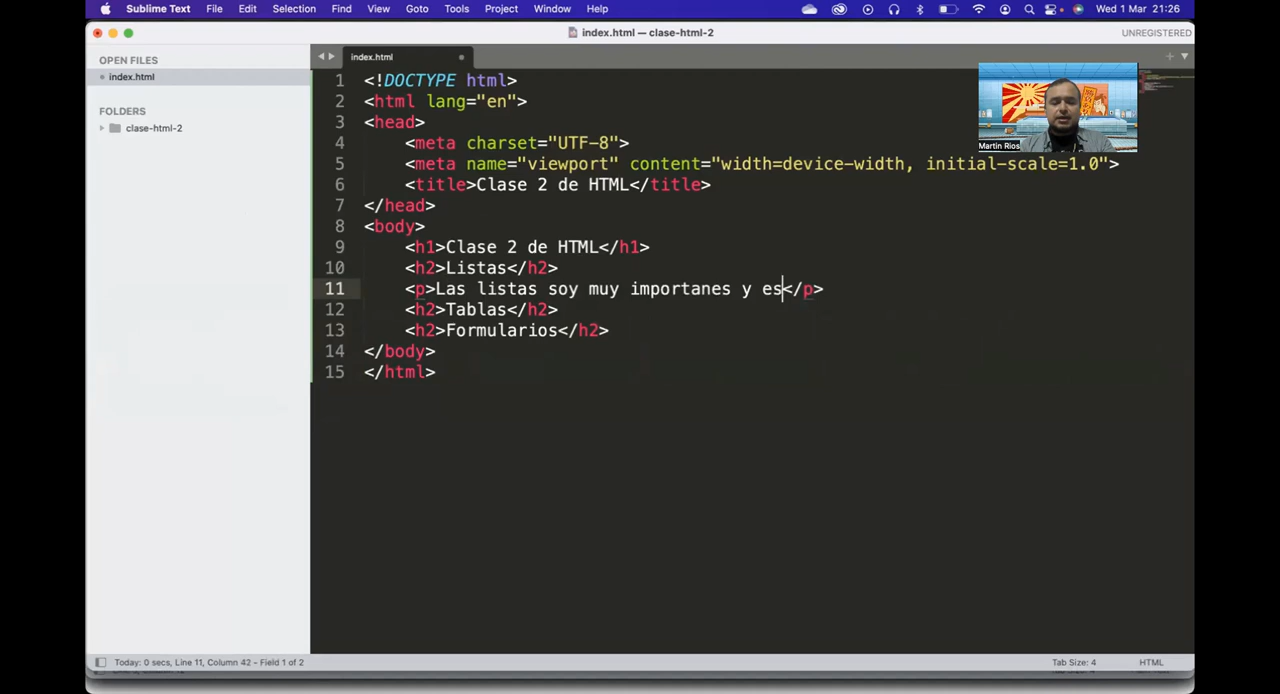 Sublime Text File Edit Selection Find View Goto Tools Project Window Help Wed 1 Mar 21:26
index.html — clase-html-2 UNREGISTERED
OPEN FILES
index.html
FOLDERS
clase-html-2
index.html
1 <!DOCTYPE html>
2 <html lang="en">
3 <head>
4 <meta charset="UTF-8">
5 <meta name="viewport" content="width=device-width, initial-scale=1.0">
6 <title>Clase 2 de HTML</title>
7 </head>
8 <body>
9 <h1>Clase 2 de HTML</h1>
10 <h2>Listas</h2>
11 <p>Las listas soy muy importanes y es</p>
12 <h2>Tablas</h2>
13 <h2>Formularios</h2>
14 </body>
15 </html>
Martin Rios
Today: 0 secs, Line 11, Column 42 - Field 1 of 2 Tab Size: 4 HTML